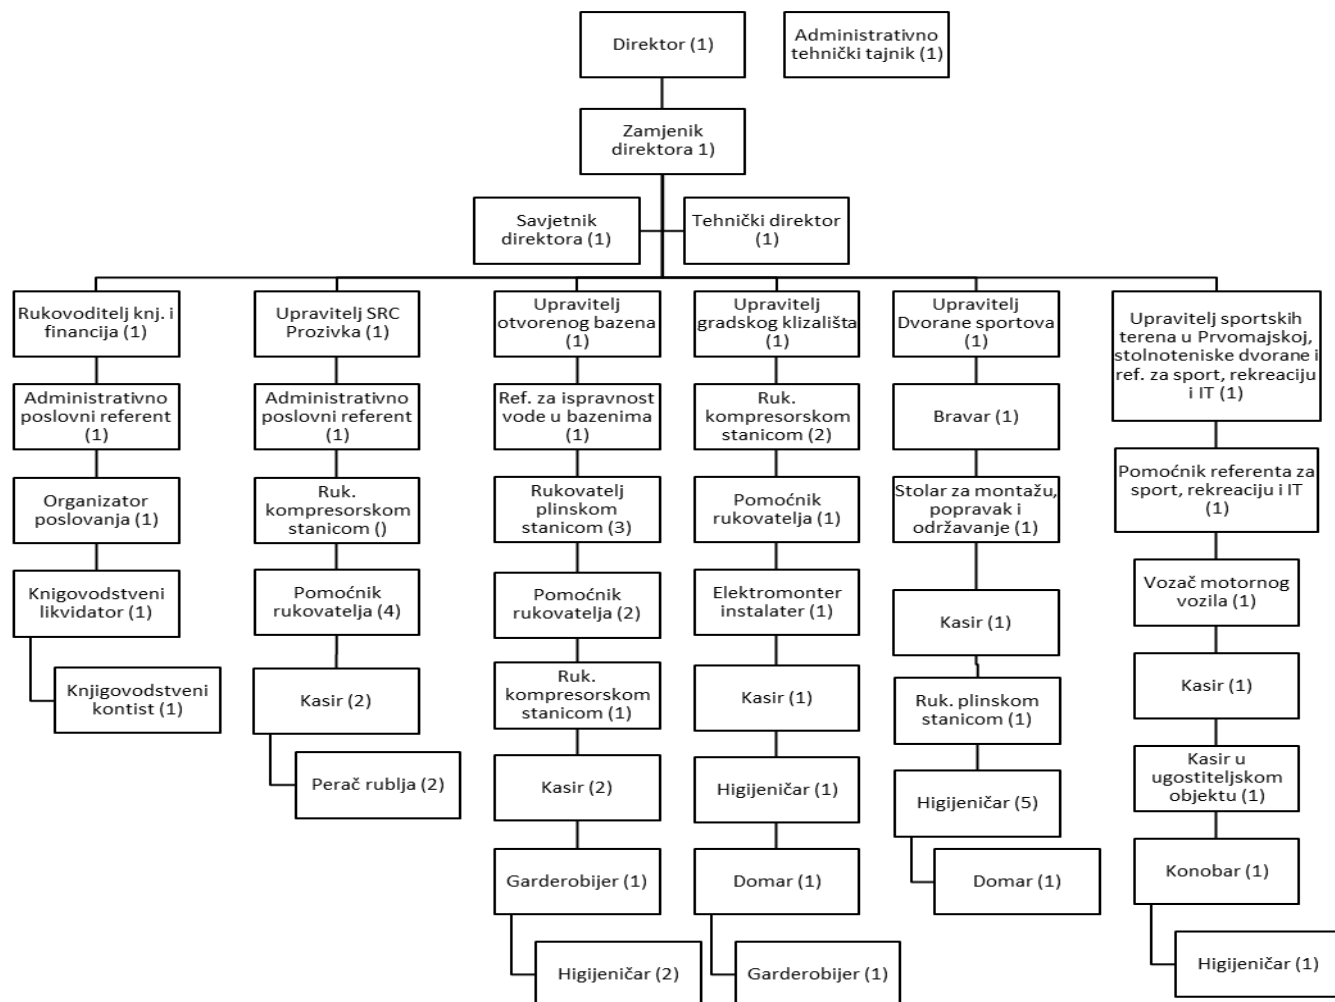 Direktor (1)
Administrativno
tehnički tajnik (1)
Zamjenik
direktora 1)
Savjetnik
direktora (1)
Tehnički direktor
(1)
Rukovoditelj knj. i
financija (1)
Administrativno
poslovni referent
(1)
Organizator
poslovanja (1)
Knigovodstveni
likvidator (1)
Knjigovodstveni
kontist (1)
Upravitelj SRC
Prozivka (1)
Administrativno
poslovni referent
(1)
Ruk.
kompresorskom
stanicom ()
Pomoćnik
rukovatelja (4)
Kasir (2)
Perač rublja (2)
Upravitelj
otvorenog bazena
(1)
Ref. za ispravnost
vode u bazenima
(1)
Rukovatelj
plinskom
stanicom (3)
Pomoćnik
rukovatelja (2)
Ruk.
kompresorskom
stanicom (1)
Kasir (2)
Garderobijer (1)
Higijeničar (2)
Upravitelj
gradskog klizališta
(1)
Ruk.
kompresorskom
stanicom (2)
Pomoćnik
rukovatelja (1)
Elektromonter
instalater (1)
Kasir (1)
Higijeničar (1)
Domar (1)
Garderobijer (1)
Upravitelj
Dvorane sportova
(1)
Bravar (1)
Stolar za montažu,
popravak i
održavanje (1)
Kasir (1)
Ruk. plinskom
stanicom (1)
Higijeničar (5)
Domar (1)
Upravitelj sportskih
terena u Prvomajskoj,
stolnoteniske dvorane i
ref. za sport, rekreaciju
i IT (1)
Pomoćnik referenta za
sport, rekreaciju i IT
(1)
Vozač motornog
vozila (1)
Kasir (1)
Kasir u
ugostiteljskom
objektu (1)
Konobar (1)
Higijeničar (1)